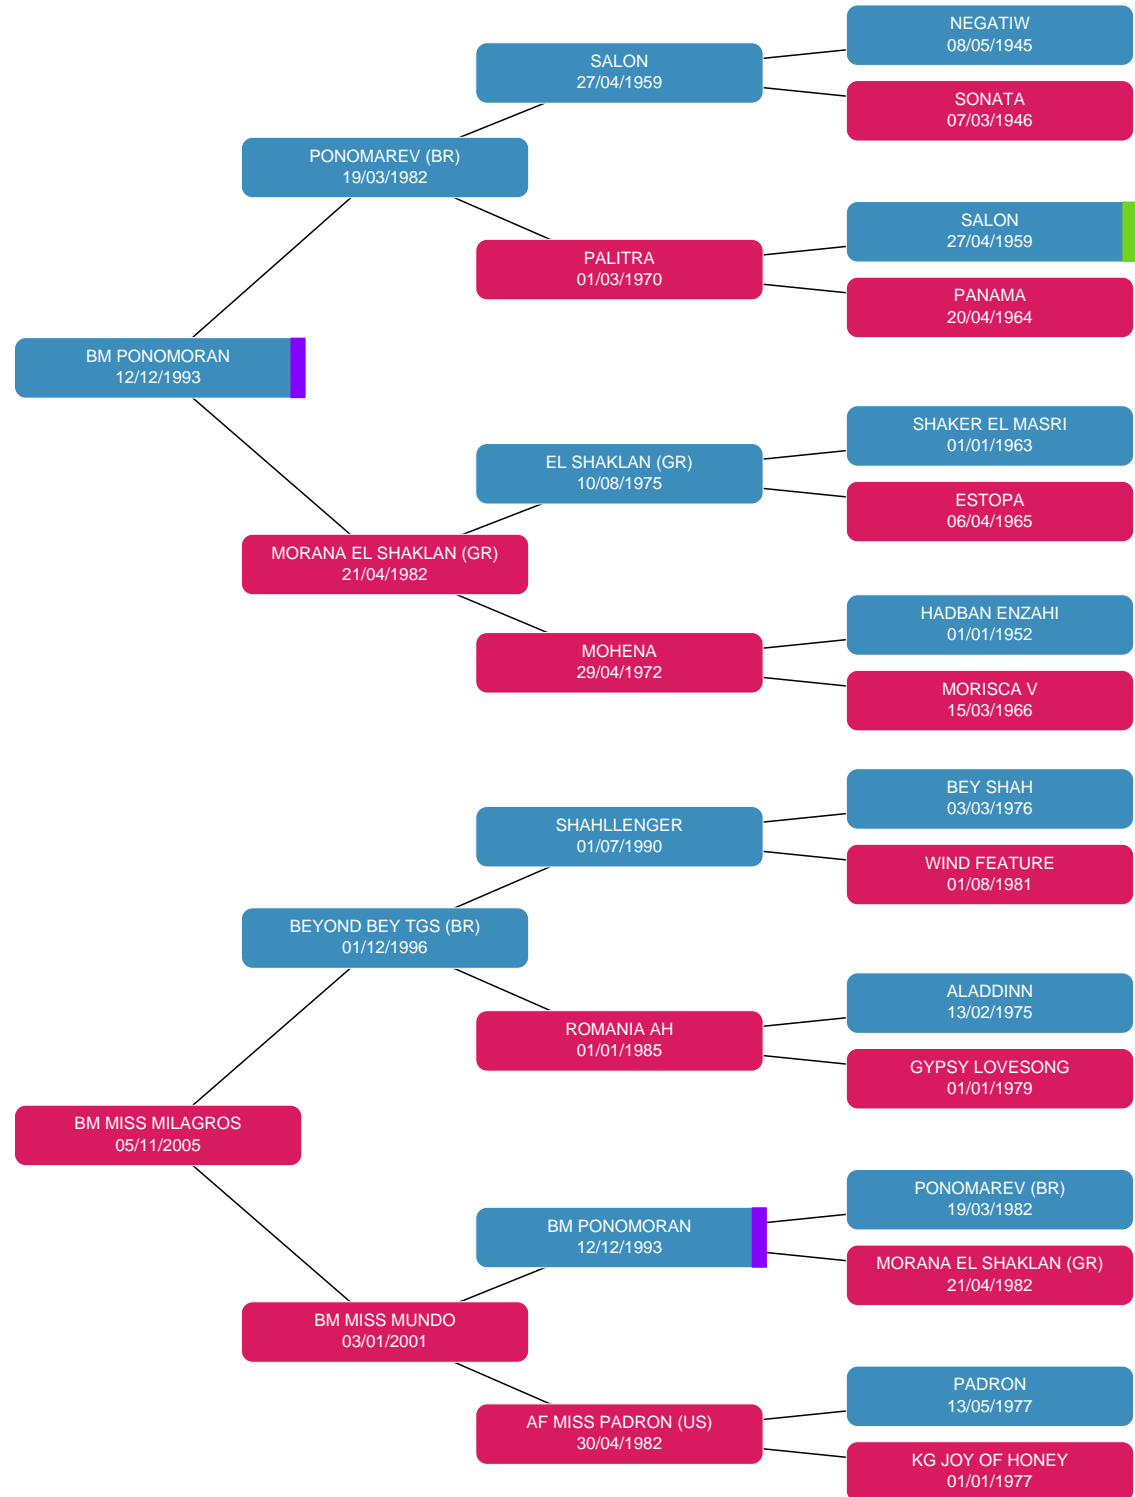 NEGATIW
08/05/1945
SALON
27/04/1959
SONATA
07/03/1946
PONOMAREV (BR)
19/03/1982
SALON
27/04/1959
PALITRA
01/03/1970
PANAMA
20/04/1964
BM PONOMORAN
12/12/1993
SHAKER EL MASRI
01/01/1963
EL SHAKLAN (GR)
10/08/1975
ESTOPA
06/04/1965
MORANA EL SHAKLAN (GR)
21/04/1982
HADBAN ENZAHI
01/01/1952
MOHENA
29/04/1972
MORISCA V
15/03/1966
BEY SHAH
03/03/1976
SHAHLLENGER
01/07/1990
WIND FEATURE
01/08/1981
BEYOND BEY TGS (BR)
01/12/1996
ALADDINN
13/02/1975
ROMANIA AH
01/01/1985
GYPSY LOVESONG
01/01/1979
BM MISS MILAGROS
05/11/2005
PONOMAREV (BR)
19/03/1982
BM PONOMORAN
12/12/1993
MORANA EL SHAKLAN (GR)
21/04/1982
BM MISS MUNDO
03/01/2001
PADRON
13/05/1977
AF MISS PADRON (US)
30/04/1982
KG JOY OF HONEY
01/01/1977